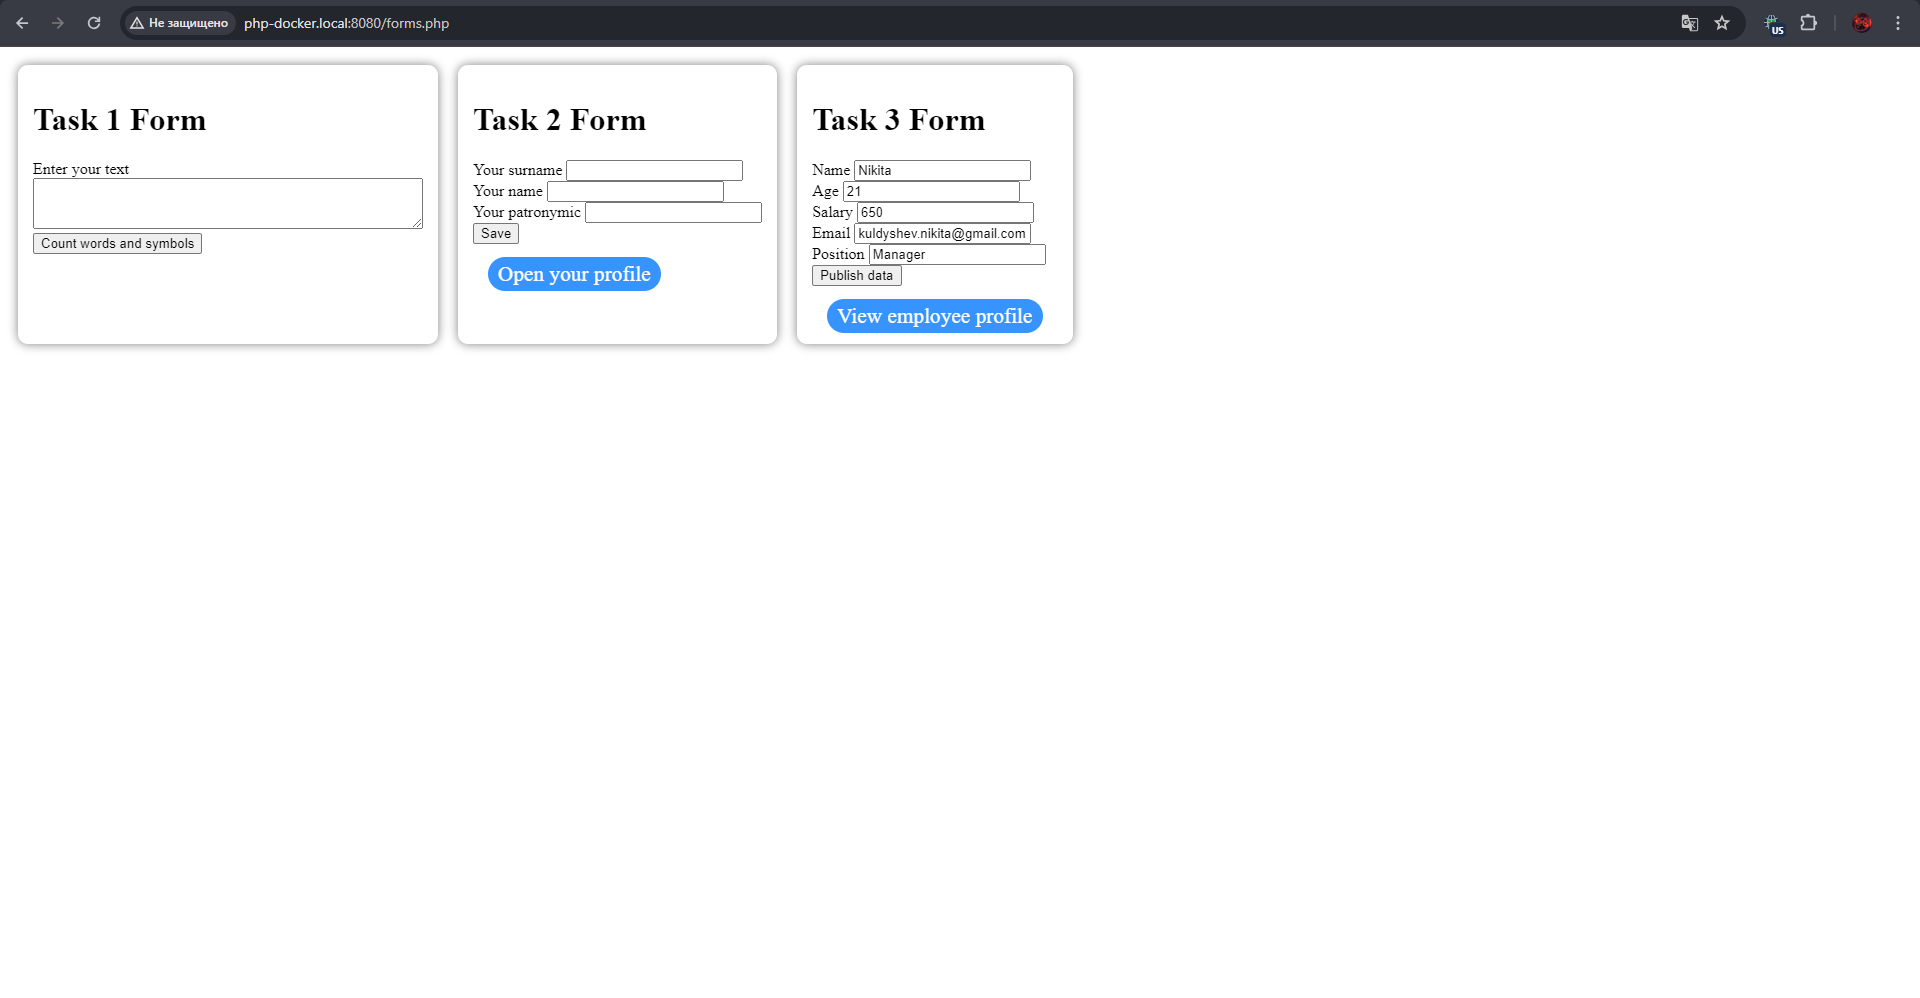 Не защищено php-docker.local:8080/forms.php
US
Task 1 Form
Enter your text
Count words and symbols
Task 2 Form
Your surname
Your name
Your patronymic
Save
Open your profile
Task 3 Form
Name Nikita
Age 21
Salary 650
Email kuldyshev.nikita@gmail.com
Position Manager
Publish data
View employee profile